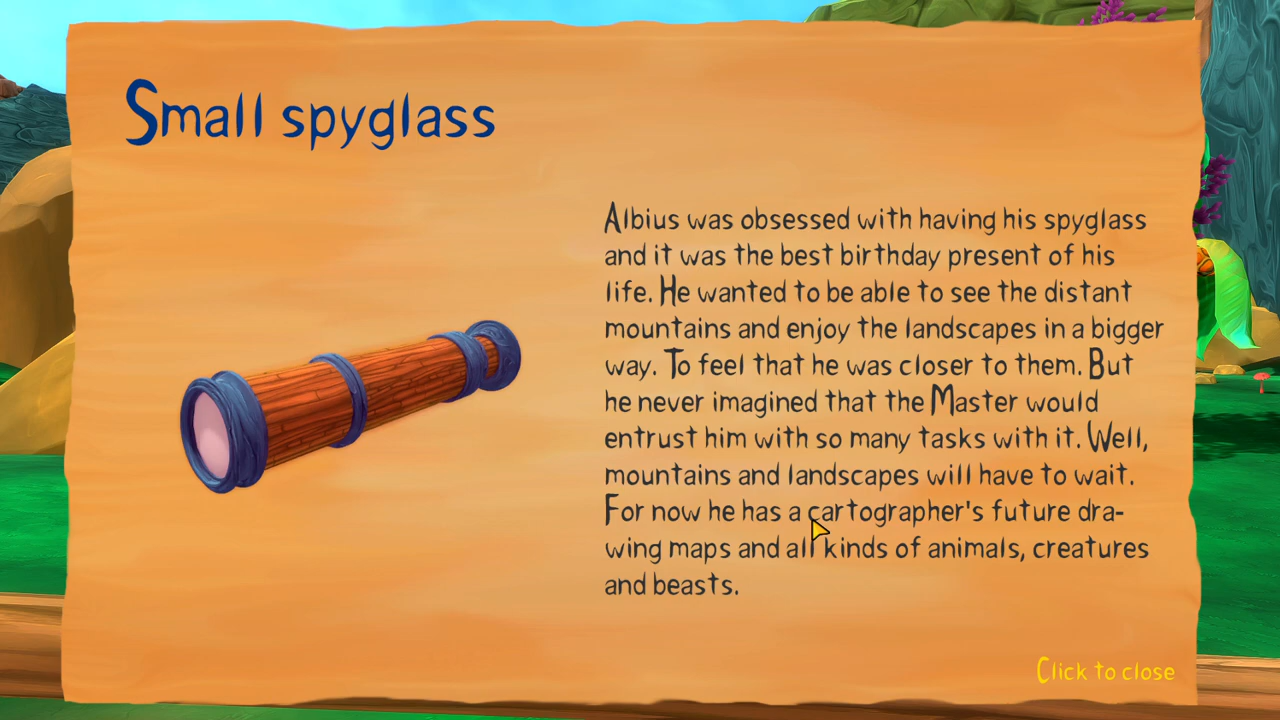 Small spyglass
Albius was obsessed with having his spyglass
and it was the best birthday present of his
life. He wanted to be able to see the distant
mountains and enjoy the landscapes in a bigger
way. To feel that he was closer to them. But
he never imagined that the Master would
entrust him with so many tasks with it. Well,
mountains and landscapes will have to wait.
For now he has a cartographer's future dra-
wing maps and all kinds of animals, creatures
and beasts.
Click to close